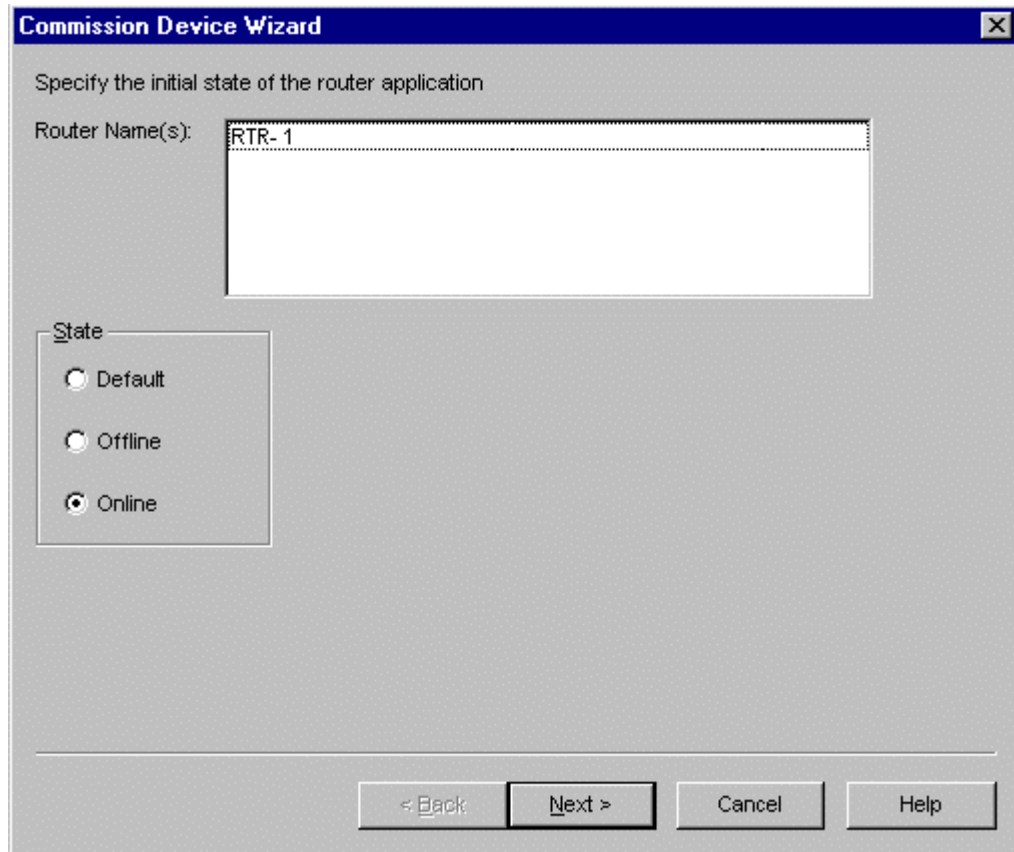 Commission Device Wizard
Specify the initial state of the router application
Router Name(s):
RTR- 1
State
Default
Offline
Online
< Back
Next >
Cancel
Help